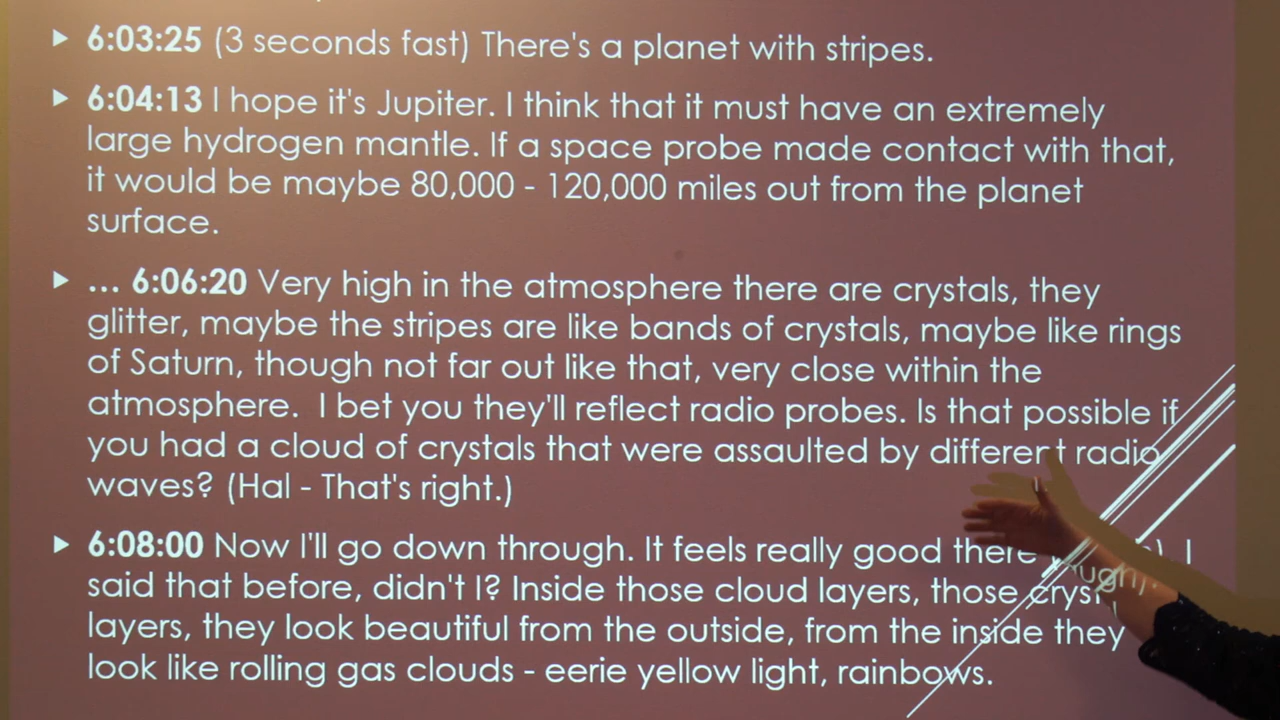 6:03:25 (3 seconds fast) There's a planet with stripes.
6:04:13 I hope it's Jupiter. I think that it must have an extremely
large hydrogen mantle. If a space probe made contact with that,
it would be maybe 80,000 - 120,000 miles out from the planet
surface.
... 6:06:20 Very high in the atmosphere there are crystals, they
glitter, maybe the stripes are like bands of crystals, maybe like rings
of Saturn, though not far out like that, very close within the
atmosphere. I bet you they'll reflect radio probes. Is that possible if
you had a cloud of crystals that were assaulted by different radio
waves? (Hal - That's right.)
6:08:00 Now I'll go down through. It feels really good there I
said that before, didn't I? Inside those cloud layers, those
layers, they look beautiful from the outside, from the inside they
look like rolling gas clouds - eerie yellow light, rainbows.